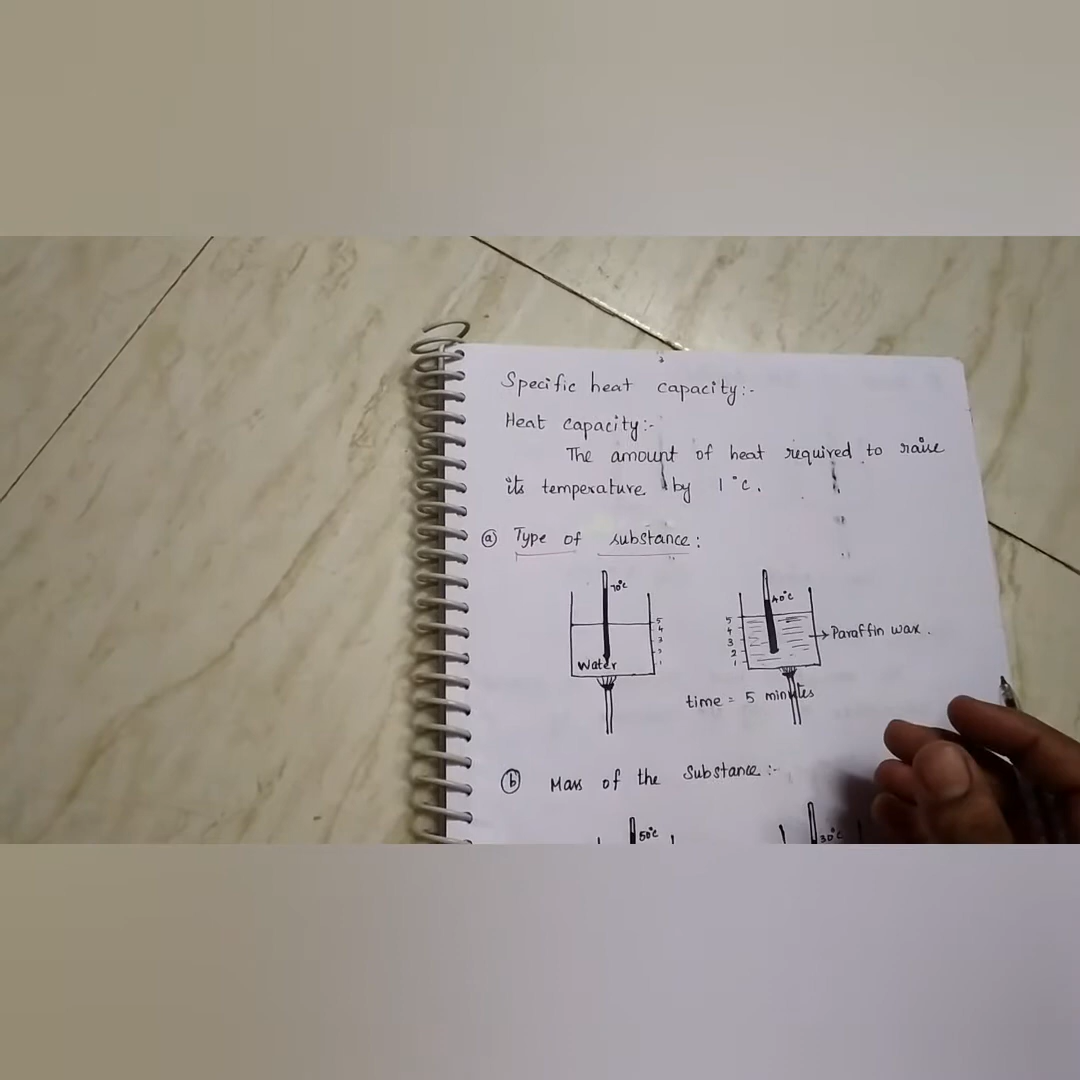 Specific heat capacity:-
Heat capacity:-
The amount of heat required to raise
its temperature by 1°c.
(a) Type of substance:
70°c
40°c
5
4
3
2
1
5
4
3
2
1
Water
→ Paraffin wax.
time = 5 minutes
(b) Mass of the Substance:-
50°c
30°c